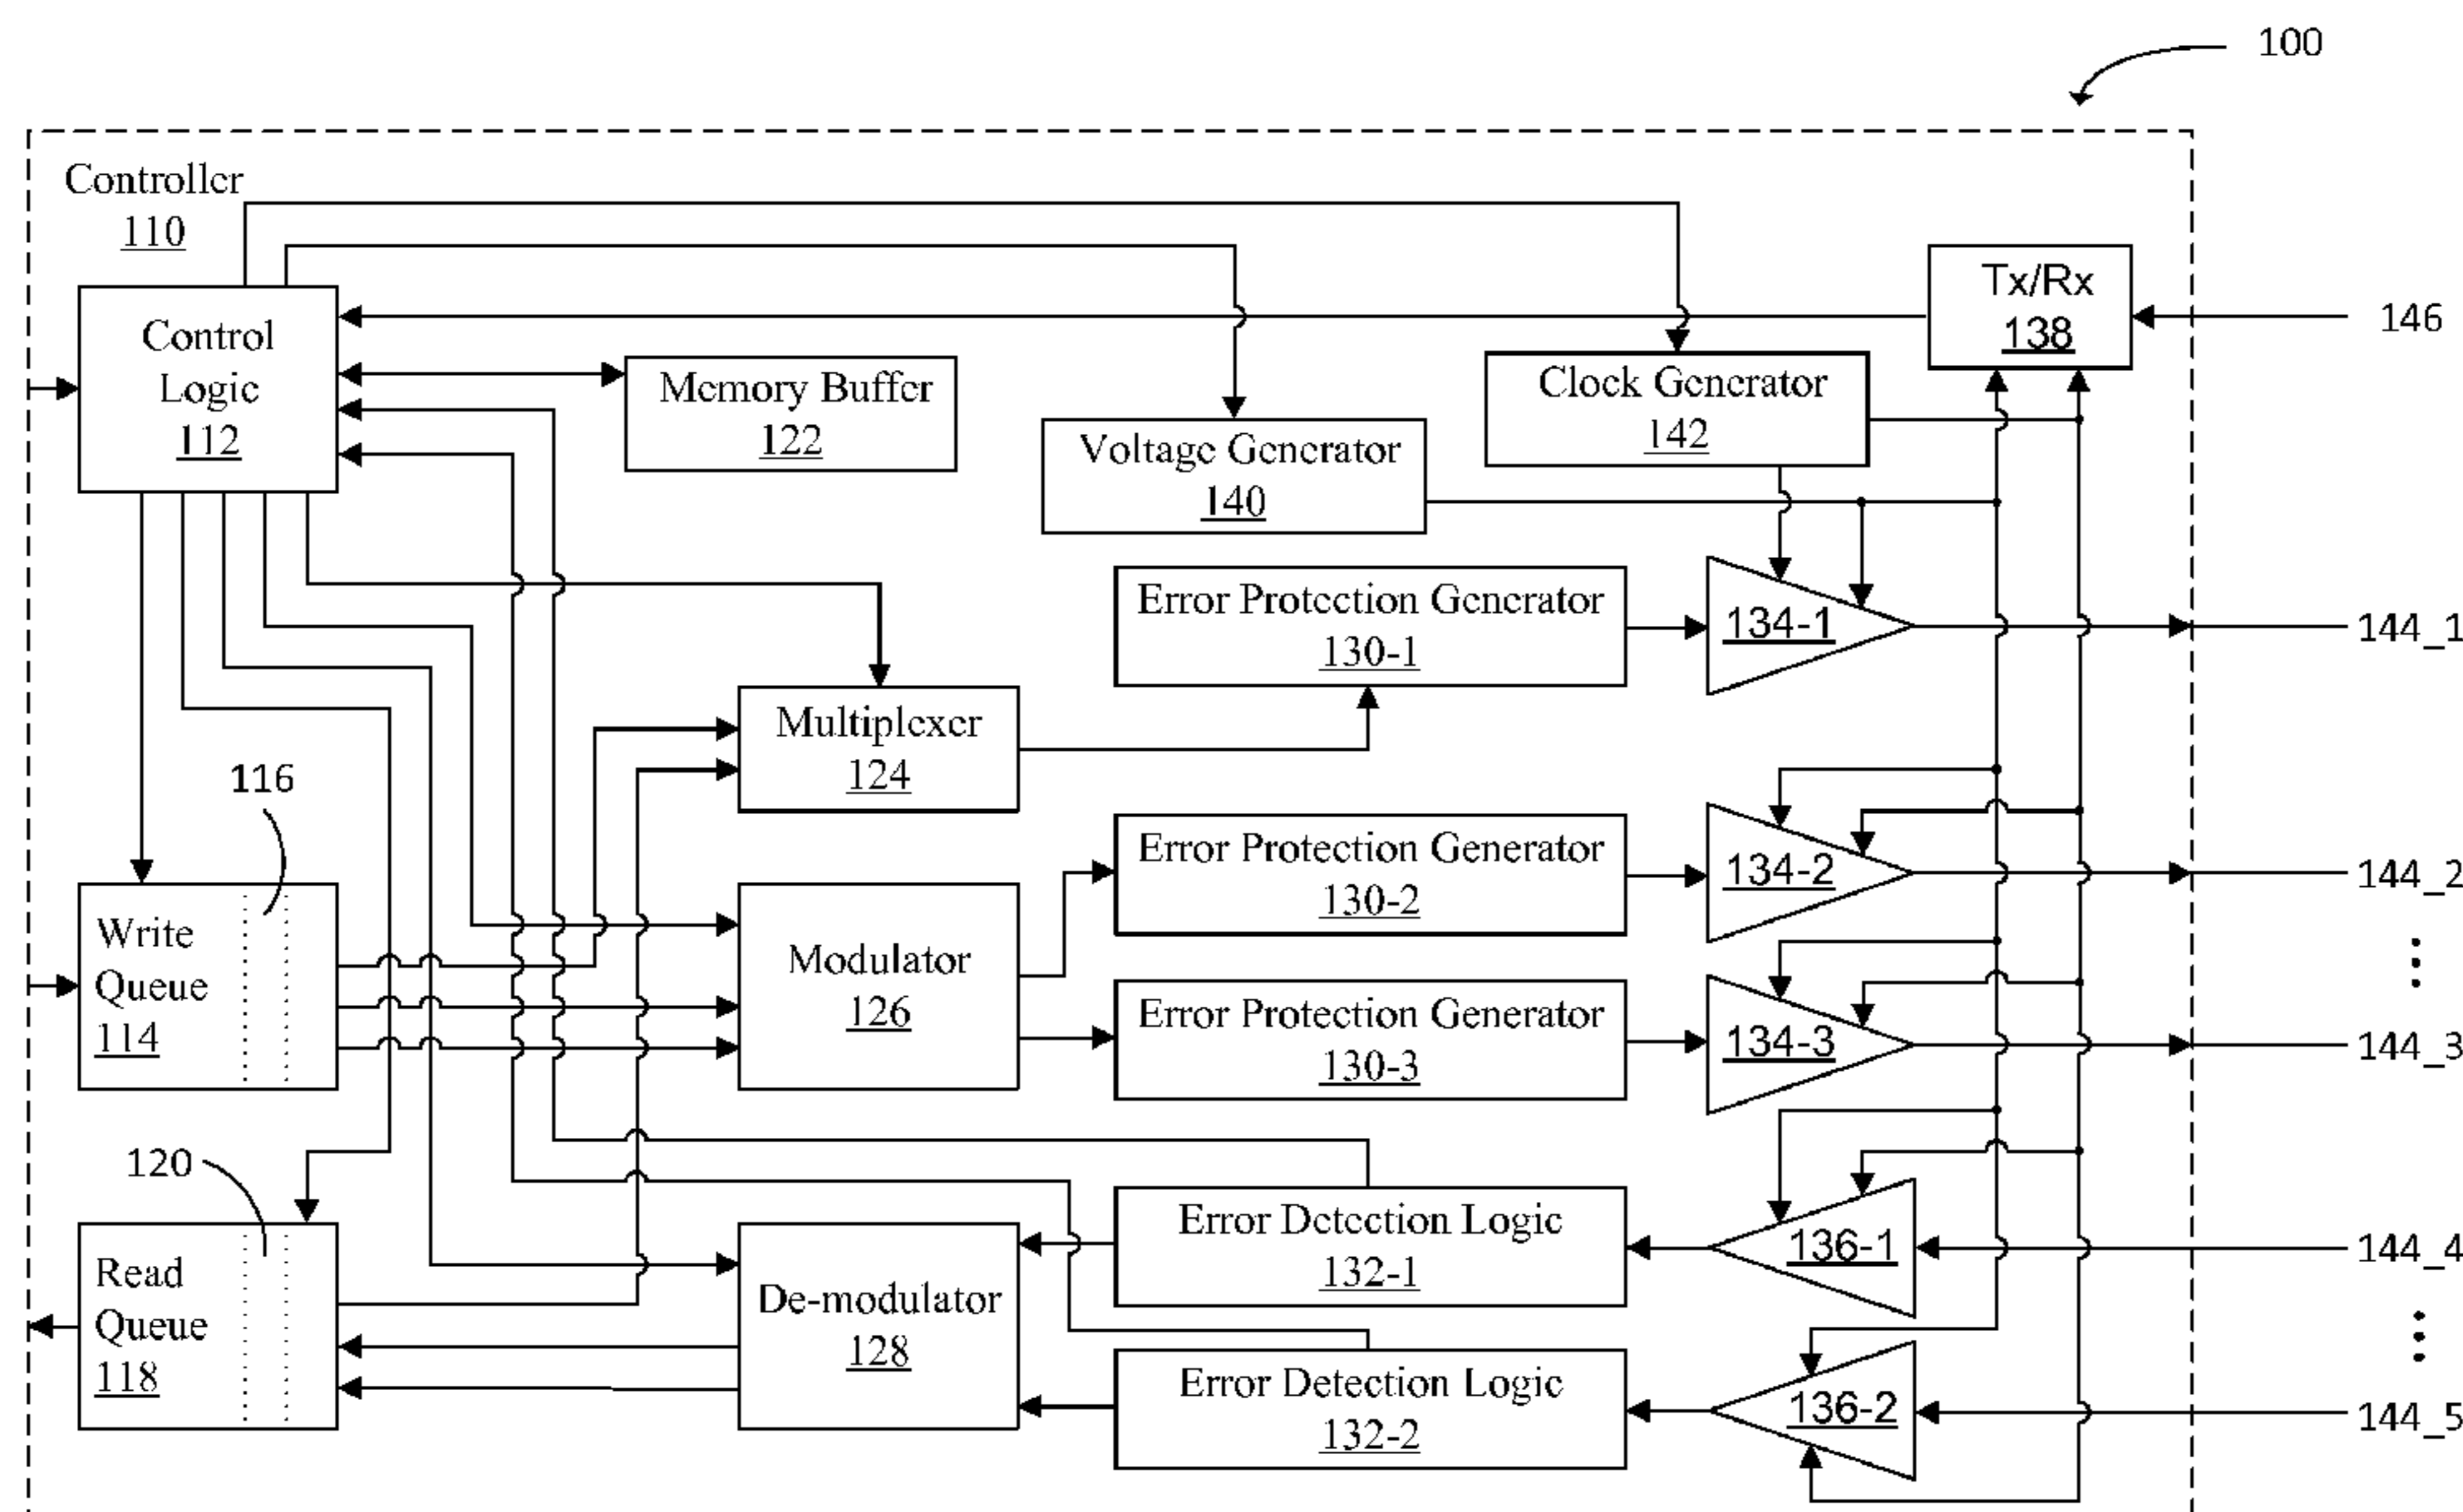 100
Controller
110
Control
Logic
112
Memory Buffer
122
Voltage Generator
140
Clock Generator
142
Tx/Rx
138
146
Error Protection Generator
130-1
134-1
144_1
Multiplexer
124
116
Write
Queue
114
Modulator
126
Error Protection Generator
130-2
134-2
144_2
Error Protection Generator
130-3
134-3
144_3
120
Read
Queue
118
De-modulator
128
Error Detection Logic
132-1
136-1
144_4
Error Detection Logic
132-2
136-2
144_5